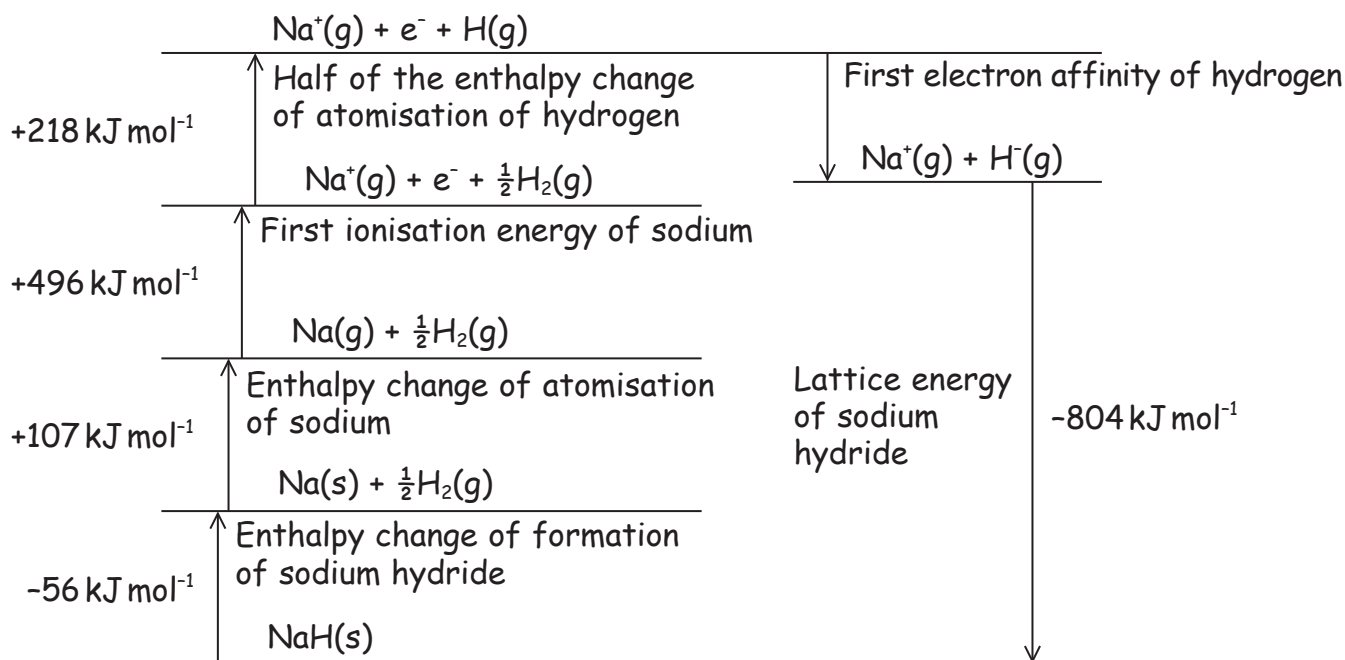 Na⁺(g) + e⁻ + H(g)
Half of the enthalpy change
of atomisation of hydrogen
+218 kJ mol⁻¹
First electron affinity of hydrogen
Na⁺(g) + H⁻(g)
Na⁺(g) + e⁻ + ½H₂(g)
First ionisation energy of sodium
+496 kJ mol⁻¹
Na(g) + ½H₂(g)
Enthalpy change of atomisation
of sodium
+107 kJ mol⁻¹
Lattice energy
of sodium
hydride
–804 kJ mol⁻¹
Na(s) + ½H₂(g)
Enthalpy change of formation
of sodium hydride
–56 kJ mol⁻¹
NaH(s)